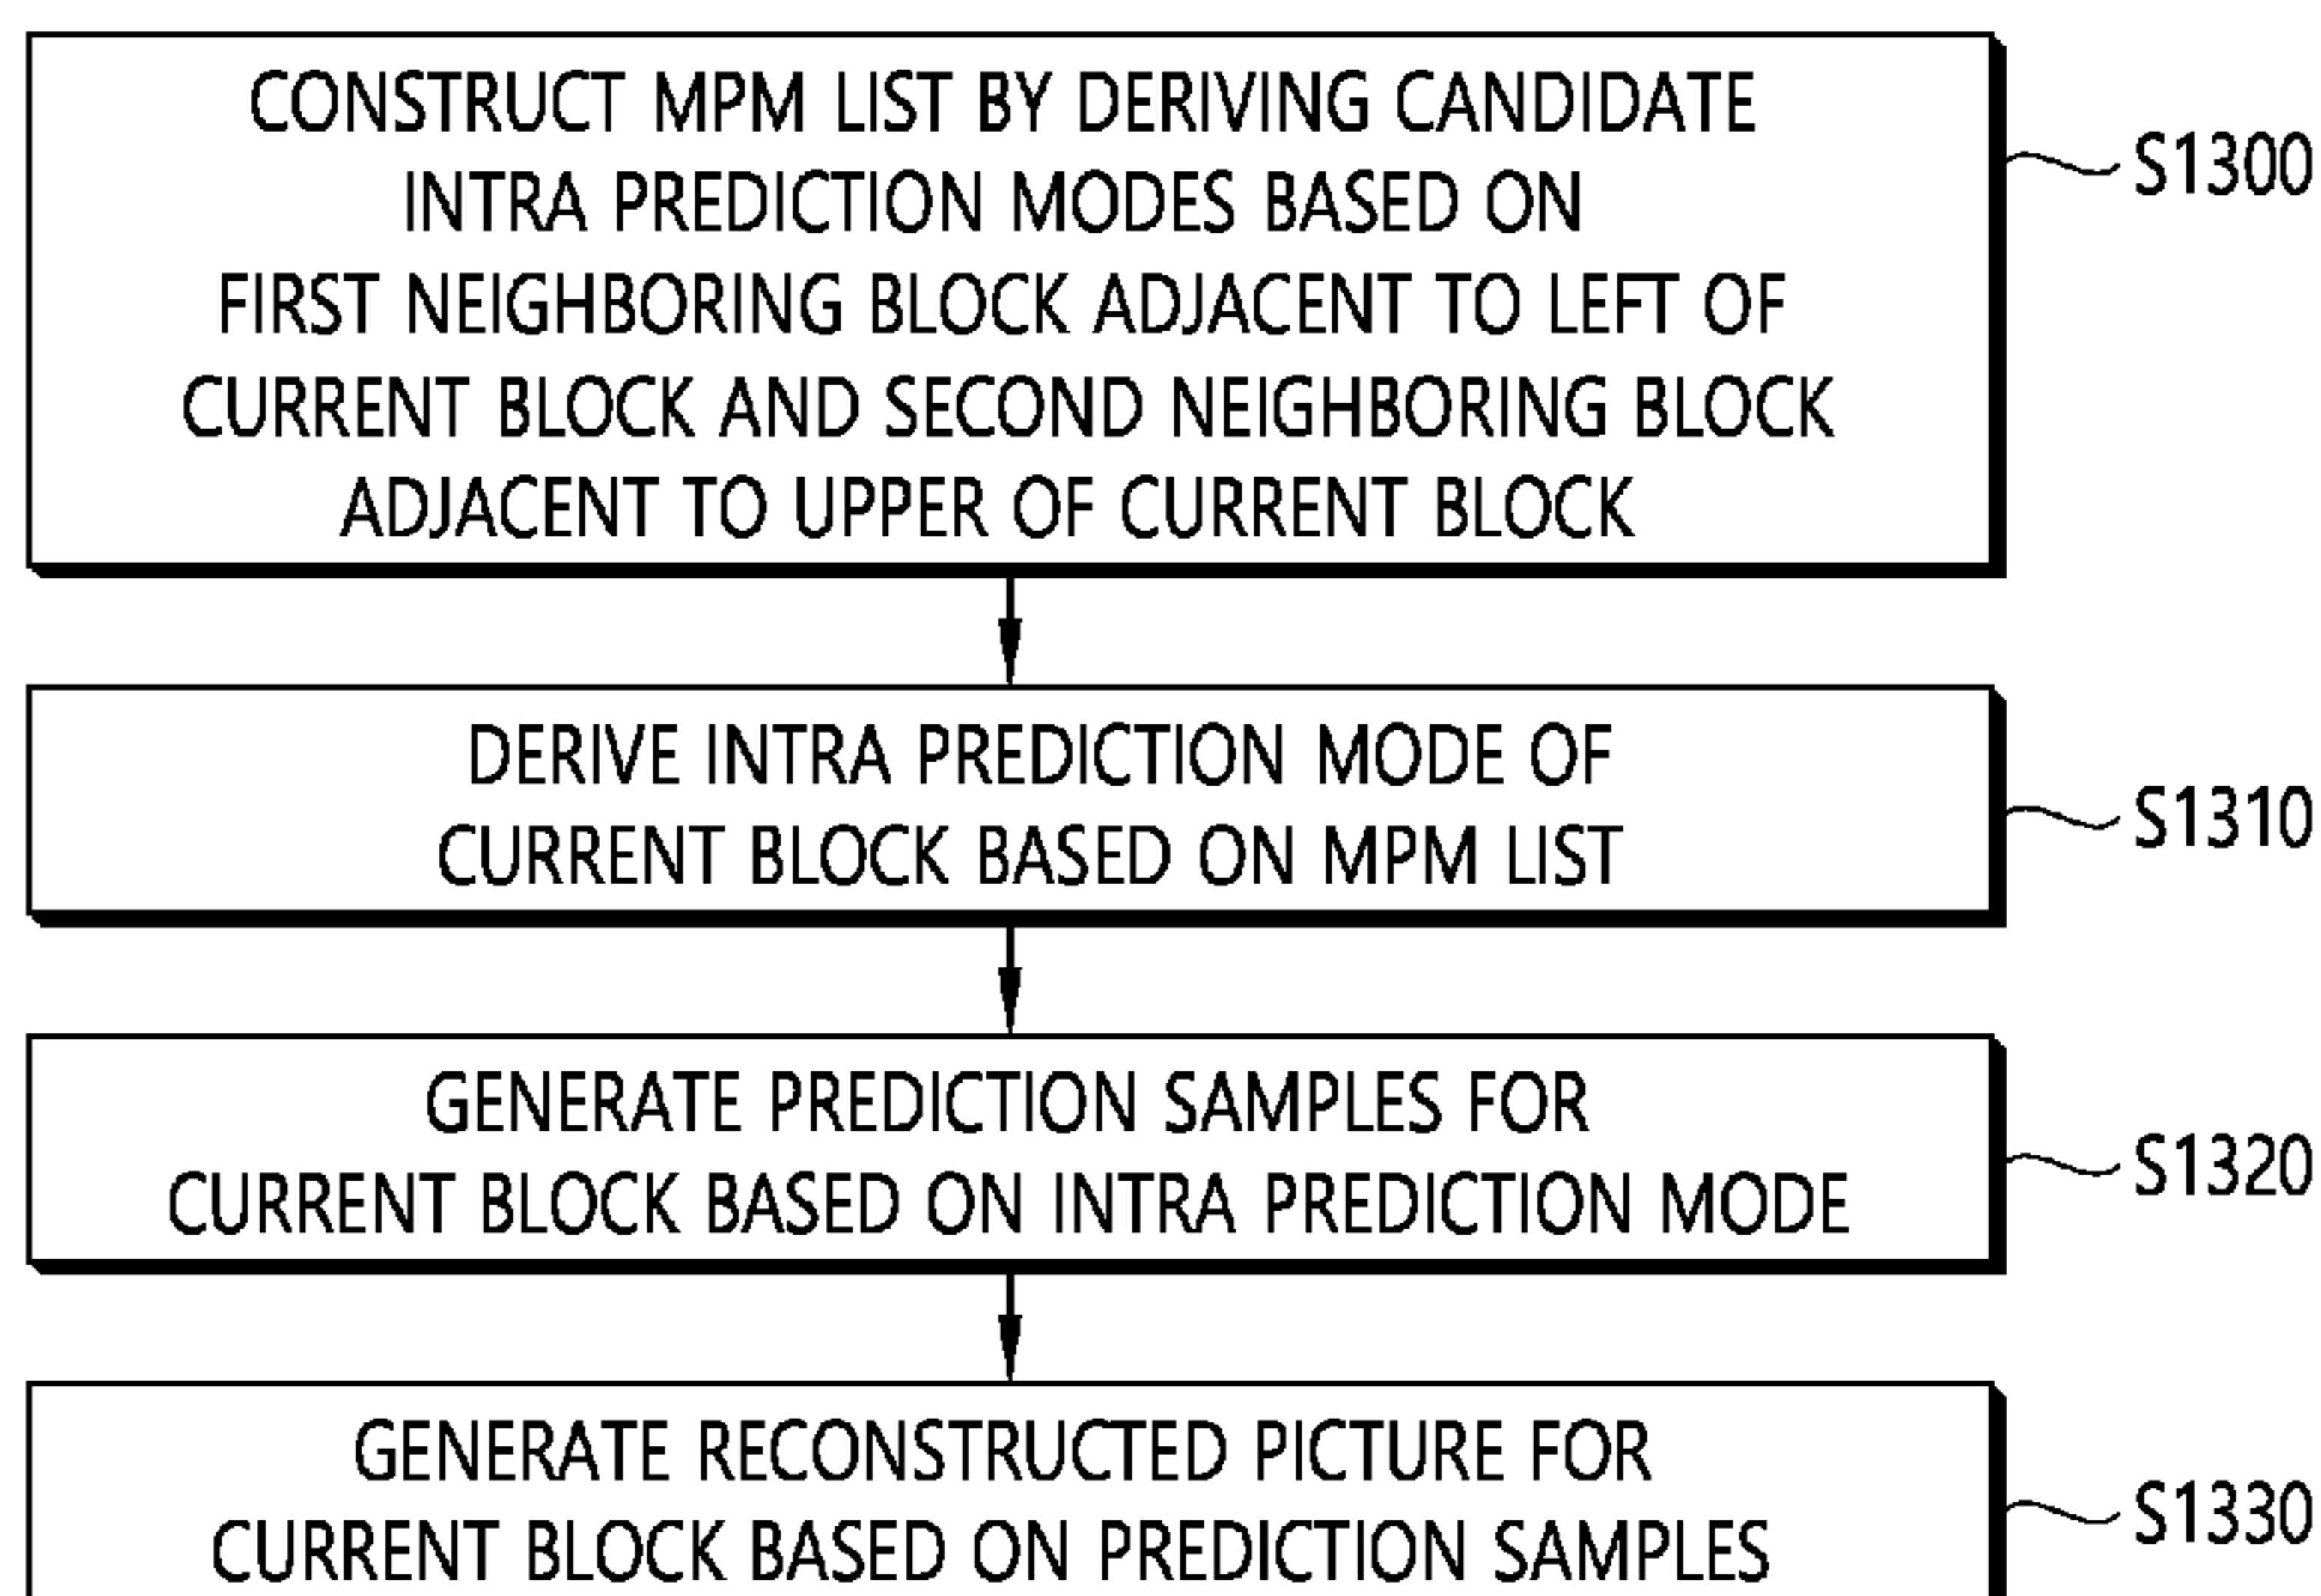 CONSTRUCT MPM LIST BY DERIVING CANDIDATE
INTRA PREDICTION MODES BASED ON
FIRST NEIGHBORING BLOCK ADJACENT TO LEFT OF
CURRENT BLOCK AND SECOND NEIGHBORING BLOCK
ADJACENT TO UPPER OF CURRENT BLOCK
S1300
DERIVE INTRA PREDICTION MODE OF
CURRENT BLOCK BASED ON MPM LIST
S1310
GENERATE PREDICTION SAMPLES FOR
CURRENT BLOCK BASED ON INTRA PREDICTION MODE
S1320
GENERATE RECONSTRUCTED PICTURE FOR
CURRENT BLOCK BASED ON PREDICTION SAMPLES
S1330